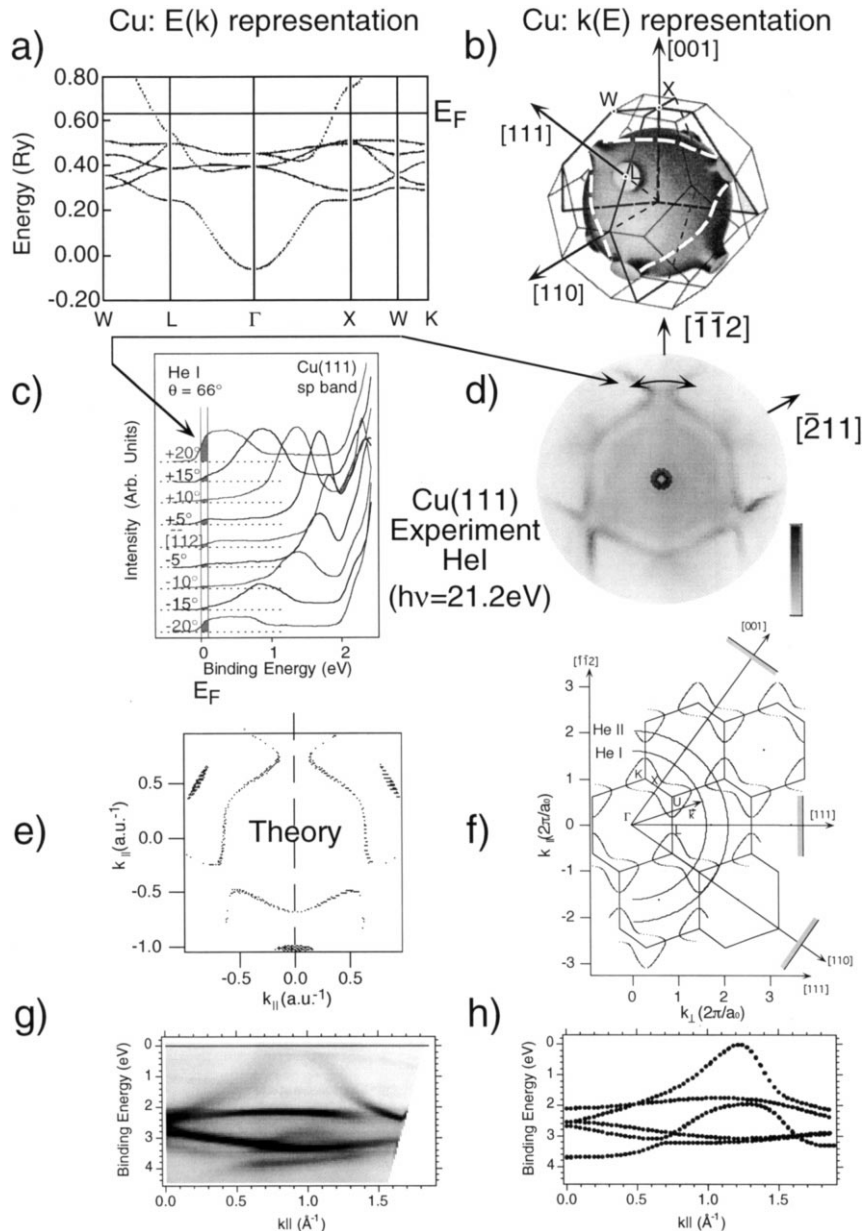 Cu: E(k) representation
Cu: k(E) representation
a)
0.80
0.60
0.40
0.20
0.00
-0.20
Energy (Ry)
E_F
W L Γ X W K
b)
[001]
W X
[111]
L
[110]
[1̅1̅2]
c)
He I
θ = 66°
Cu(111)
sp band
Intensity (Arb. Units)
+20°
+15°
+10°
+5°
[1̅1̅12]
-5°
-10°
-15°
-20°
0 1 2
Binding Energy (eV)
E_F
d)
[2̅11]
Cu(111)
Experiment
HeI
(hν=21.2eV)
e)
Theory
k||(a.u.-1)
0.5
0.0
-0.5
-1.0
-0.5 0.0 0.5
k||(a.u.-1)
f)
[001]
[1̅1̅2]
3
2
1
0
-1
-2
-3
He II
He I
K X
U
k
Γ
L
[111]
[110]
[111]
k||(2π/a₀)
0 1 2 3
k⊥(2π/a₀)
g)
Binding Energy (eV)
0
1
2
3
4
0.0 0.5 1.0 1.5
k|| (Å-1)
h)
Binding Energy (eV)
0
1
2
3
4
0.0 0.5 1.0 1.5
k|| (Å-1)